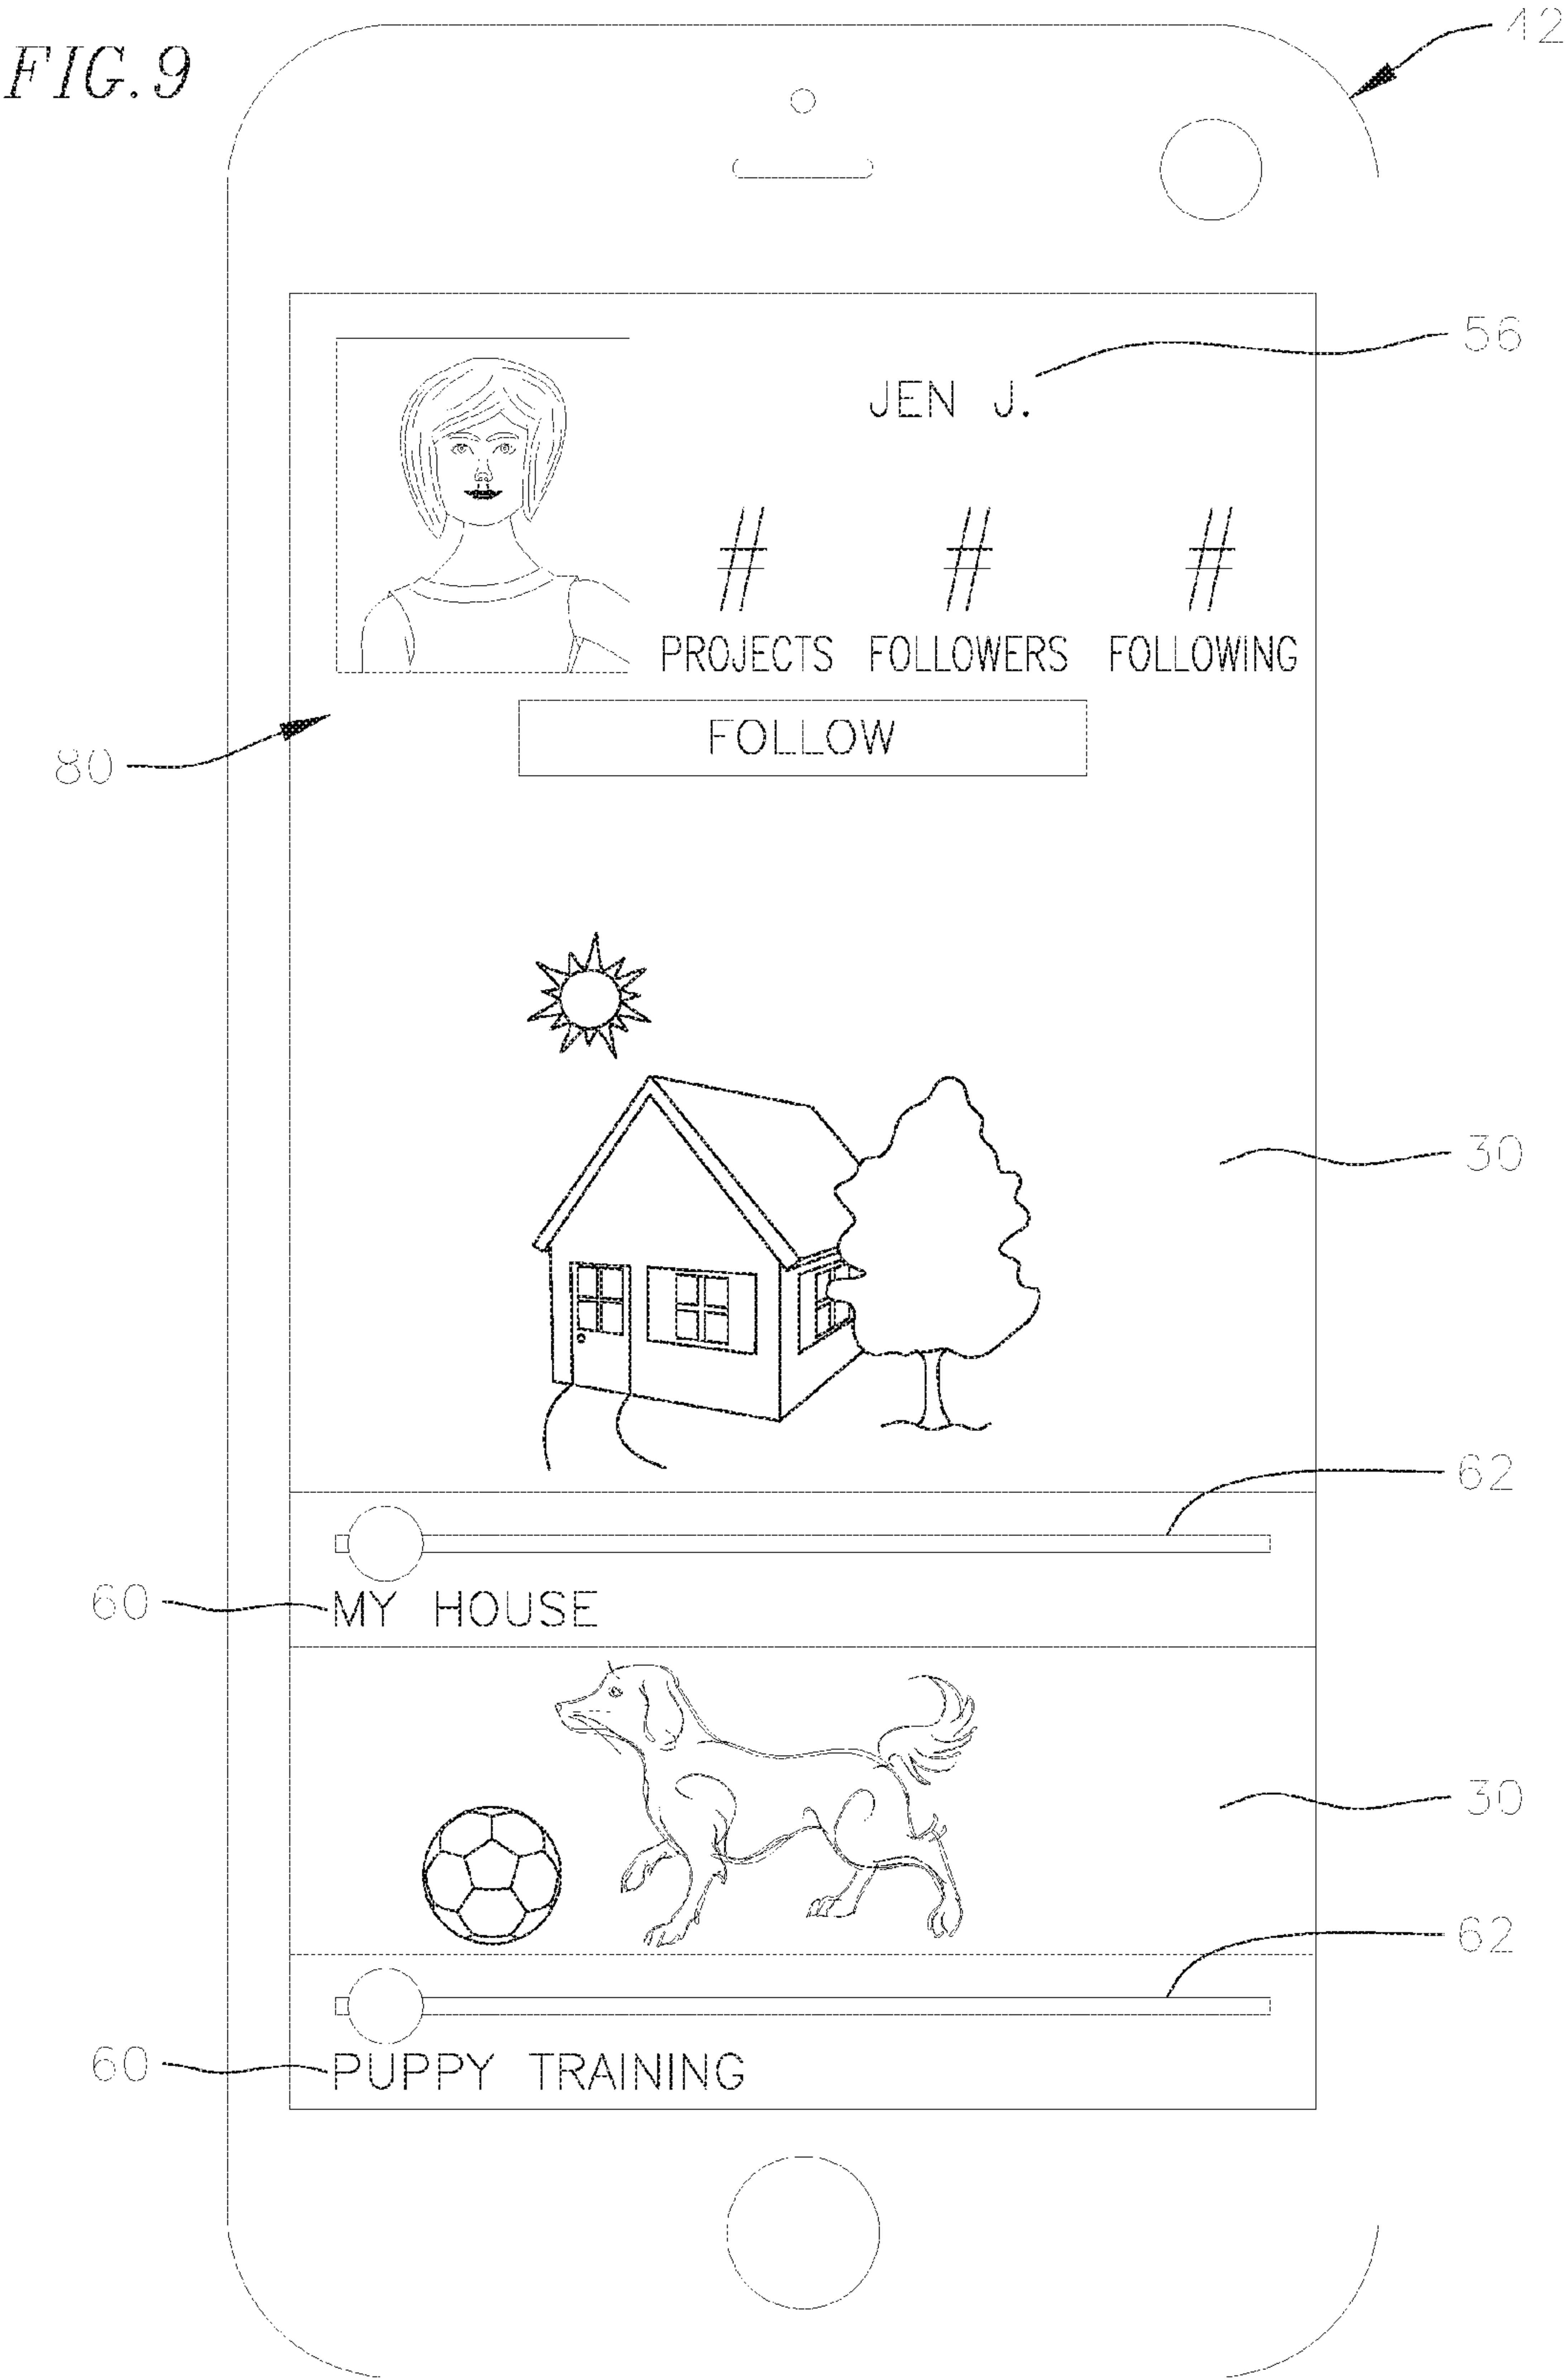 FIG. 9
42
56
JEN J.
# # #
PROJECTS FOLLOWERS FOLLOWING
80
FOLLOW
30
62
60
MY HOUSE
30
62
60
PUPPY TRAINING